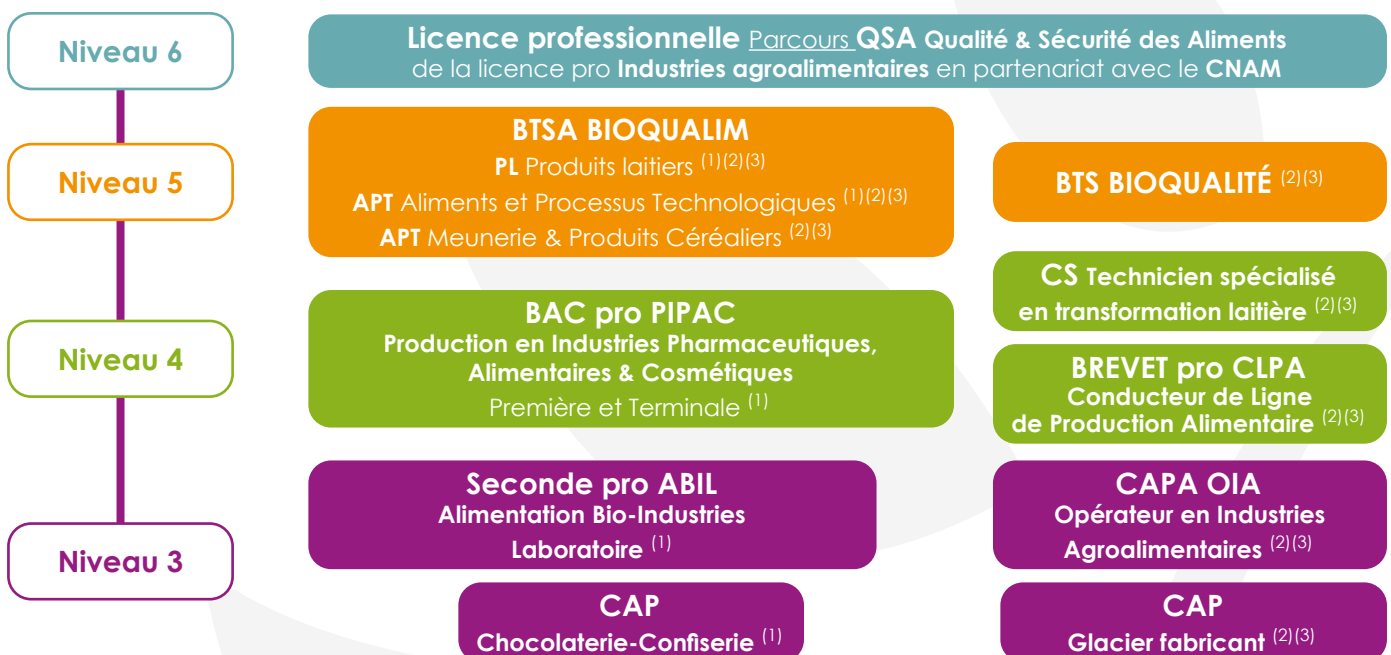 Niveau 6
Licence professionnelle Parcours QSA Qualité & Sécurité des Aliments
de la licence pro Industries agroalimentaires en partenariat avec le CNAM
Niveau 5
BTSA BIOQUALIM
PL Produits laitiers (1)(2)(3)
APT Aliments et Processus Technologiques (1)(2)(3)
APT Meunerie & Produits Céréaliers (2)(3)
BTS BIOQUALITÉ (2)(3)
Niveau 4
BAC pro PIPAC
Production en Industries Pharmaceutiques,
Alimentaires & Cosmétiques
Première et Terminale (1)
CS Technicien spécialisé
en transformation laitière (2)(3)
BREVET pro CLPA
Conducteur de Ligne
de Production Alimentaire (2)(3)
Niveau 3
Seconde pro ABIL
Alimentation Bio-Industries
Laboratoire (1)
CAPA OIA
Opérateur en Industries
Agroalimentaires (2)(3)
CAP
Chocolaterie-Confiserie (1)
CAP
Glacier fabricant (2)(3)